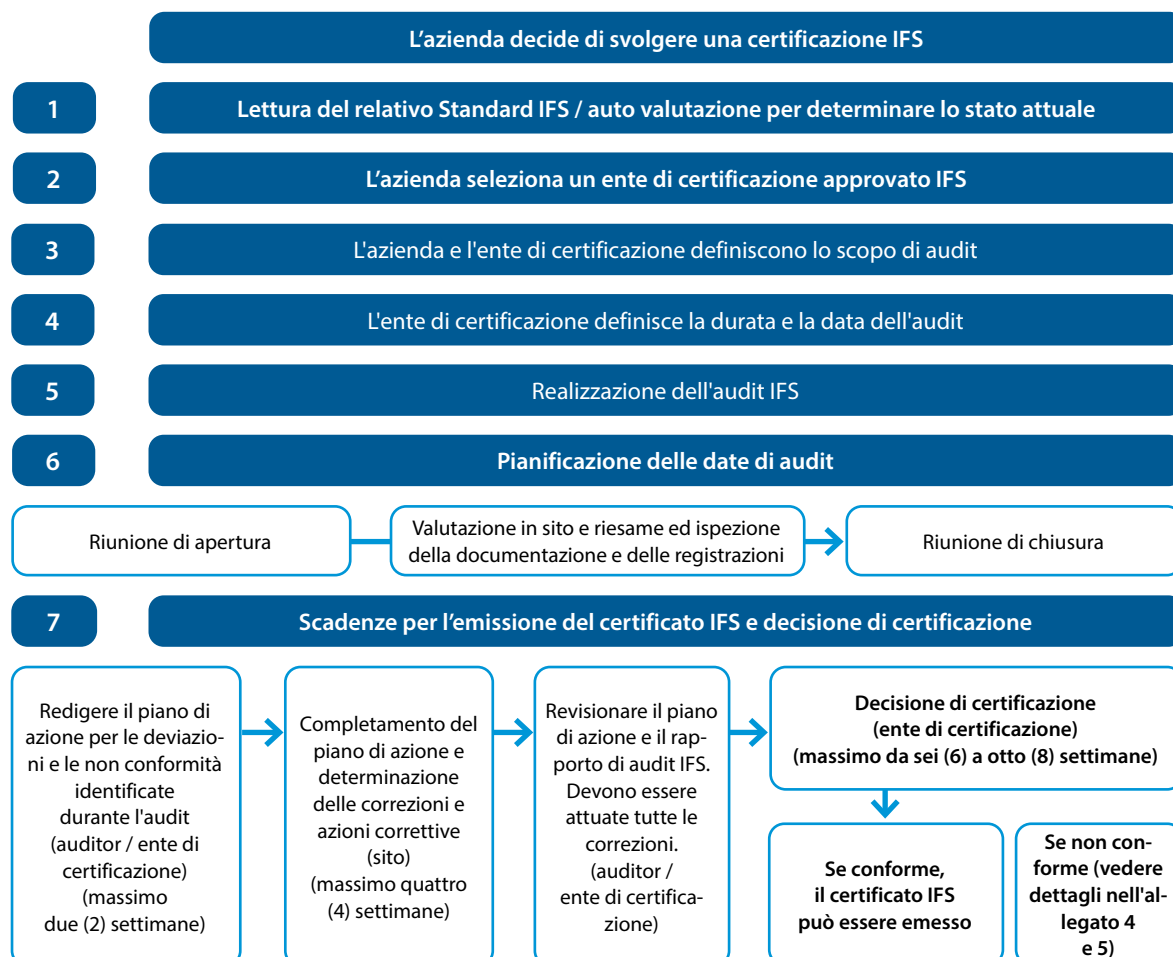 L'azienda decide di svolgere una certificazione IFS
1
Lettura del relativo Standard IFS / auto valutazione per determinare lo stato attuale
2
L'azienda seleziona un ente di certificazione approvato IFS
3
L'azienda e l'ente di certificazione definiscono lo scopo di audit
4
L'ente di certificazione definisce la durata e la data dell'audit
5
Realizzazione dell'audit IFS
6
Pianificazione delle date di audit
Riunione di apertura
Valutazione in sito e riesame ed ispezione
della documentazione e delle registrazioni
Riunione di chiusura
7
Scadenze per l'emissione del certificato IFS e decisione di certificazione
Redigere il piano di
azione per le deviazio-
ni e le non conformità
identificate
durante l'audit
(auditor / ente di
certificazione)
(massimo
due (2) settimane)
Completamento del
piano di azione e
determinazione
delle correzioni e
azioni correttive
(sito)
(massimo quattro
(4) settimane)
Revisionare il piano
di azione e il rap-
porto di audit IFS.
Devono essere
attuate tutte le
correzioni.
(auditor /
ente di certifica-
zione)
Decisione di certificazione
(ente di certificazione)
(massimo da sei (6) a otto (8) settimane)
Se conforme,
il certificato IFS
può essere emesso
Se non con-
forme (vedere
dettagli nell'al
legato 4
e 5)